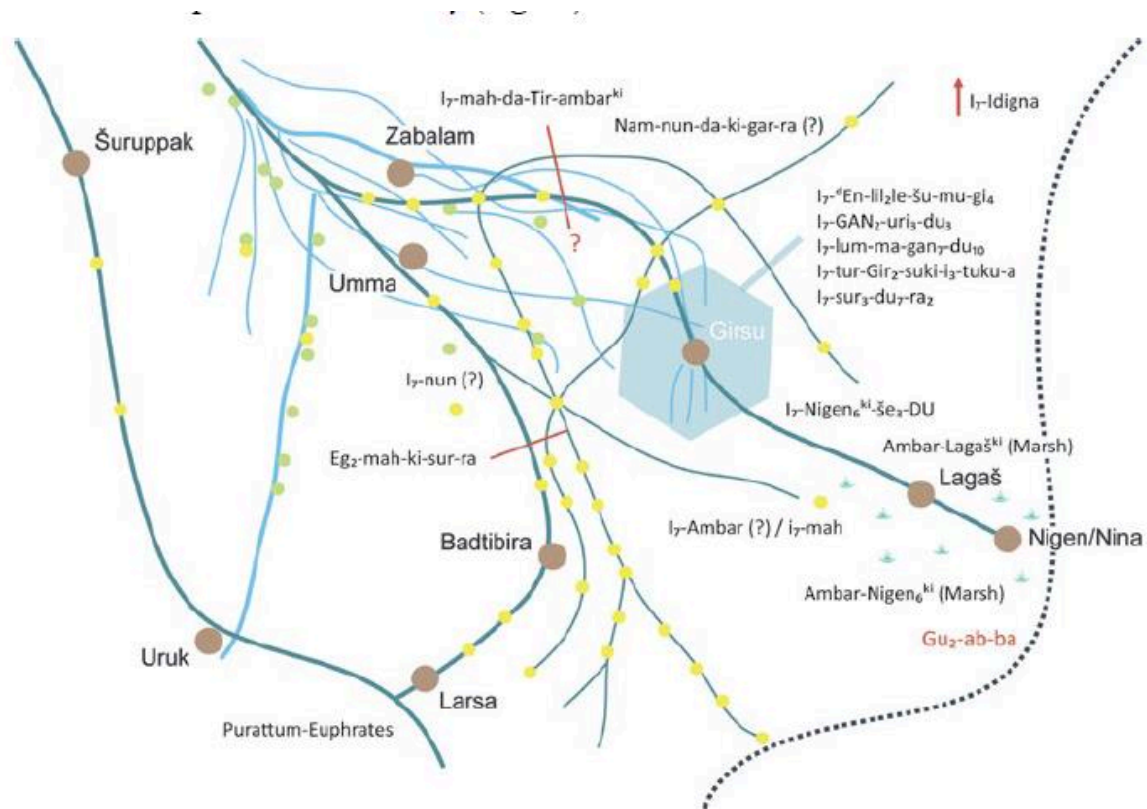 Šuruppak
Zabalam
I₇-mah-da-Tir-ambarᵏⁱ
Nam-nun-da-ki-gar-ra (?)
I₇-Idigna
I₇-ᵈEn-lil₂le-šu-mu-gi₄
I₇-GAN₂-uri₃-du₃
I₇-lum-ma-gan₇-du₁₀
I₇-tur-Gir₂-suki-i₃-tuku-a
I₇-sur₃-du₇-ra₂
?
Umma
Girsu
I₇-nun (?)
I₇-Nigen₆ᵏⁱ-še₃-DU
Eg₂-mah-ki-sur-ra
Ambar-Lagašᵏⁱ (Marsh)
Lagaš
I₇-Ambar (?) / i₇-mah
Badtibira
Nigen/Nina
Ambar-Nigen₆ᵏⁱ (Marsh)
Gu₂-ab-ba
Uruk
Larsa
Purattum-Euphrates